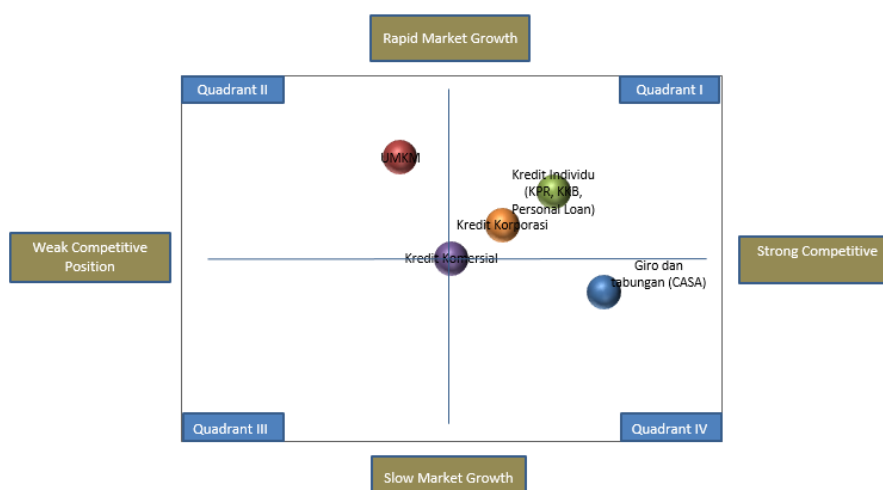 Rapid Market Growth
Quadrant II
Quadrant I
UMKM
Kredit Individu
(KPR, KKB,
Personal Loan)
Kredit Korporasi
Weak Competitive
Position
Kredit Komersial
Strong Competitive
Giro dan
tabungan (CASA)
Quadrant III
Quadrant IV
Slow Market Growth